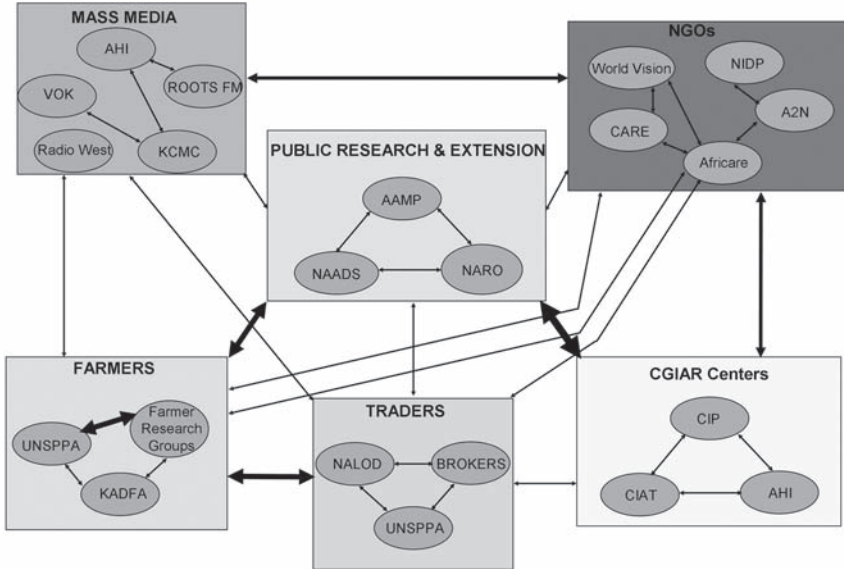 MASS MEDIA
AHI
ROOTS FM
VOK
Radio West
KCMC
NGOs
World Vision
NIDP
A2N
CARE
Africare
PUBLIC RESEARCH & EXTENSION
AAMP
NAADS
NARO
FARMERS
Farmer
Research
Groups
UNSPPA
KADFA
TRADERS
NALOD
BROKERS
UNSPPA
CGIAR Centers
CIP
CIAT
AHI